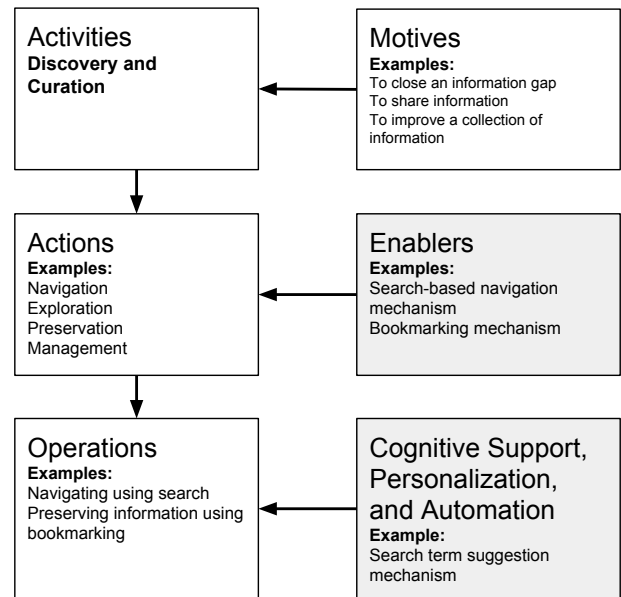 Activities
Discovery and
Curation
Motives
Examples:
To close an information gap
To share information
To improve a collection of
information
Actions
Examples:
Navigation
Exploration
Preservation
Management
Enablers
Examples:
Search-based navigation
mechanism
Bookmarking mechanism
Operations
Examples:
Navigating using search
Preserving information using
bookmarking
Cognitive Support,
Personalization,
and Automation
Example:
Search term suggestion
mechanism